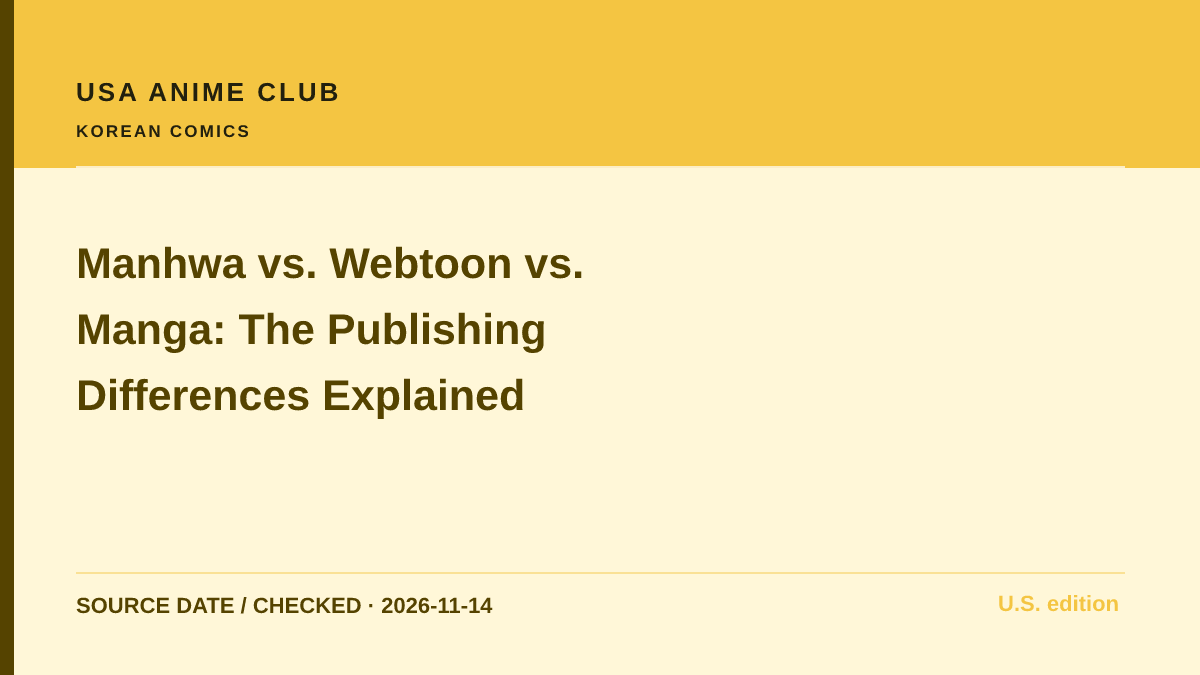 USA ANIME CLUB
KOREAN COMICS
Manhwa vs. Webtoon vs.
Manga: The Publishing
Differences Explained
SOURCE DATE / CHECKED · 2026-11-14
U.S. edition